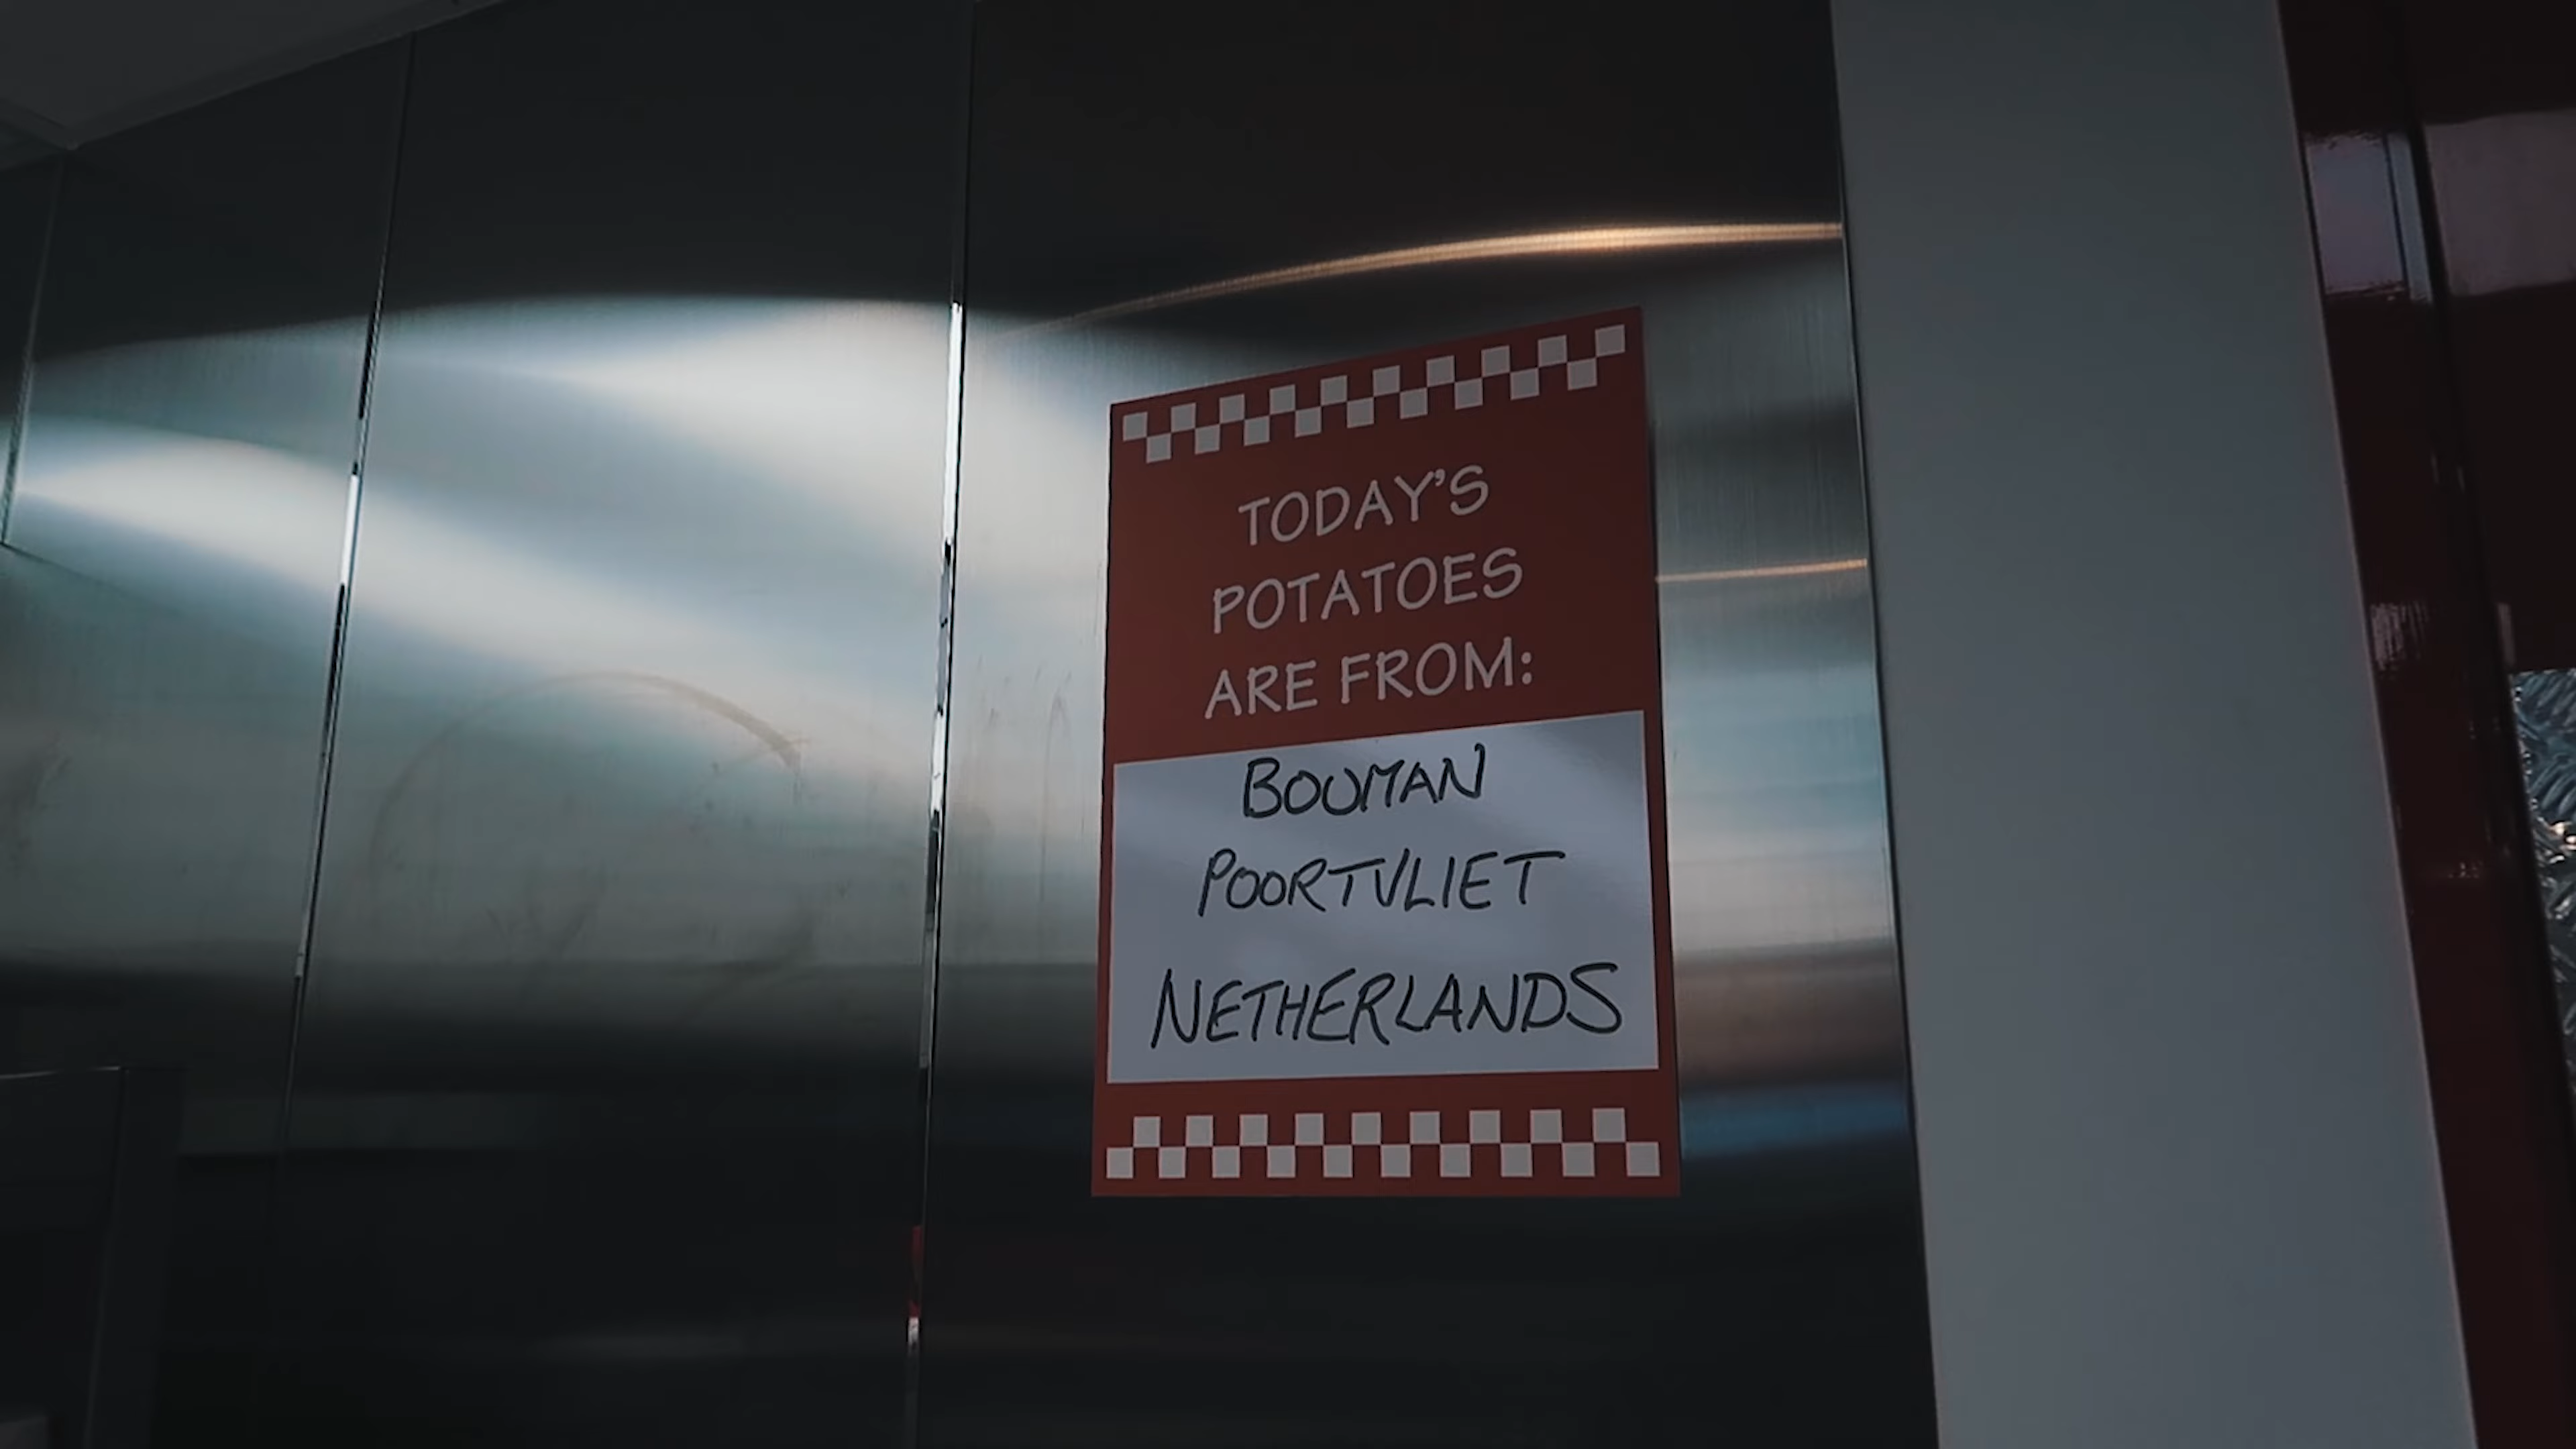 TODAY'S
POTATOES
ARE FROM:
BOUMAN
POORTVLIET
NETHERLANDS